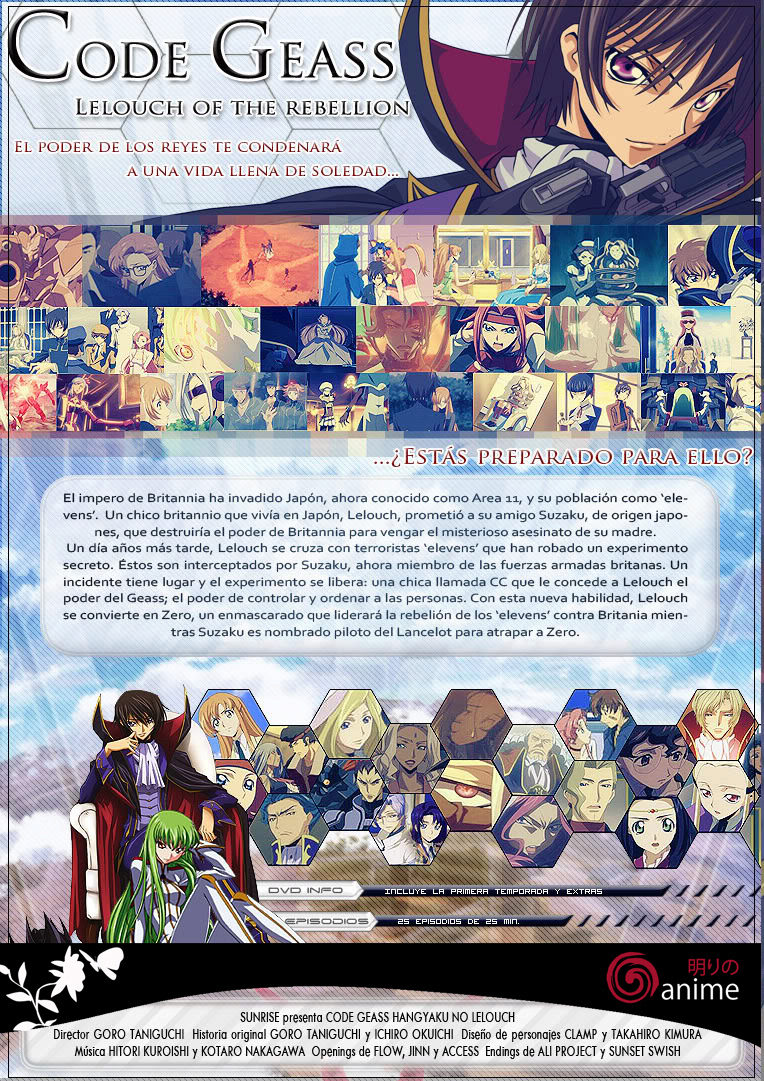 CODE GEASS
LELOUCH OF THE REBELLION
EL PODER DE LOS REYES TE CONDENARÁ
A UNA VIDA LLENA DE SOLEDAD...
...¿ESTÁS PREPARADO PARA ELLO?
El impero de Britannia ha invadido Japón, ahora conocido como Area 11, y su población como ‘ele-
vens’. Un chico britannio que vivía en Japón, Lelouch, prometió a su amigo Suzaku, de origen japo-
nes, que destruiría el poder de Britannia para vengar el misterioso asesinato de su madre.
Un día años más tarde, Lelouch se cruza con terroristas ‘elevens’ que han robado un experimento
secreto. Éstos son interceptados por Suzaku, ahora miembro de las fuerzas armadas britanas. Un
incidente tiene lugar y el experimento se libera: una chica llamada CC que le concede a Lelouch el
poder del Geass; el poder de controlar y ordenar a las personas. Con esta nueva habilidad, Lelouch
se convierte en Zero, un enmascarado que liderará la rebelión de los ‘elevens’ contra Britania mien-
tras Suzaku es nombrado piloto del Lancelot para atrapar a Zero.
DVD INFO INCLUYE LA PRIMERA TEMPORADA Y EXTRAS
EPISODIOS 25 EPISODIOS DE 25 MIN.
明りの
anime
SUNRISE presenta CODE GEASS HANGYAKU NO LELOUCH
Director GORO TANIGUCHI Historia original GORO TANIGUCHI y ICHIRO OKUICHI Diseño de personajes CLAMP y TAKAHIRO KIMURA
Música HITORI KUROISHI y KOTARO NAKAGAWA Openings de FLOW, JINN y ACCESS Endings de ALI PROJECT y SUNSET SWISH